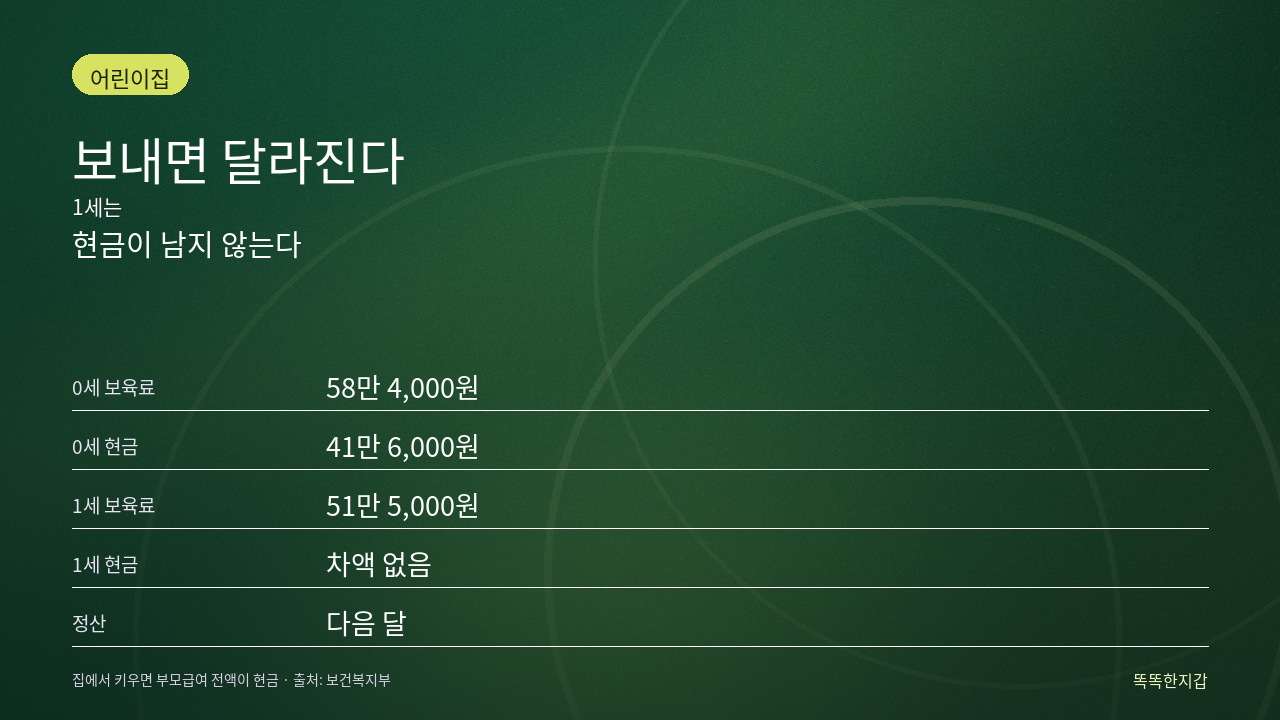 어린이집
보내면 달라진다
1세는
현금이 남지 않는다
0세 보육료 58만 4,000원
0세 현금 41만 6,000원
1세 보육료 51만 5,000원
1세 현금 차액 없음
정산 다음 달
집에서 키우면 부모급여 전액이 현금 · 출처: 보건복지부
똑똑한지갑